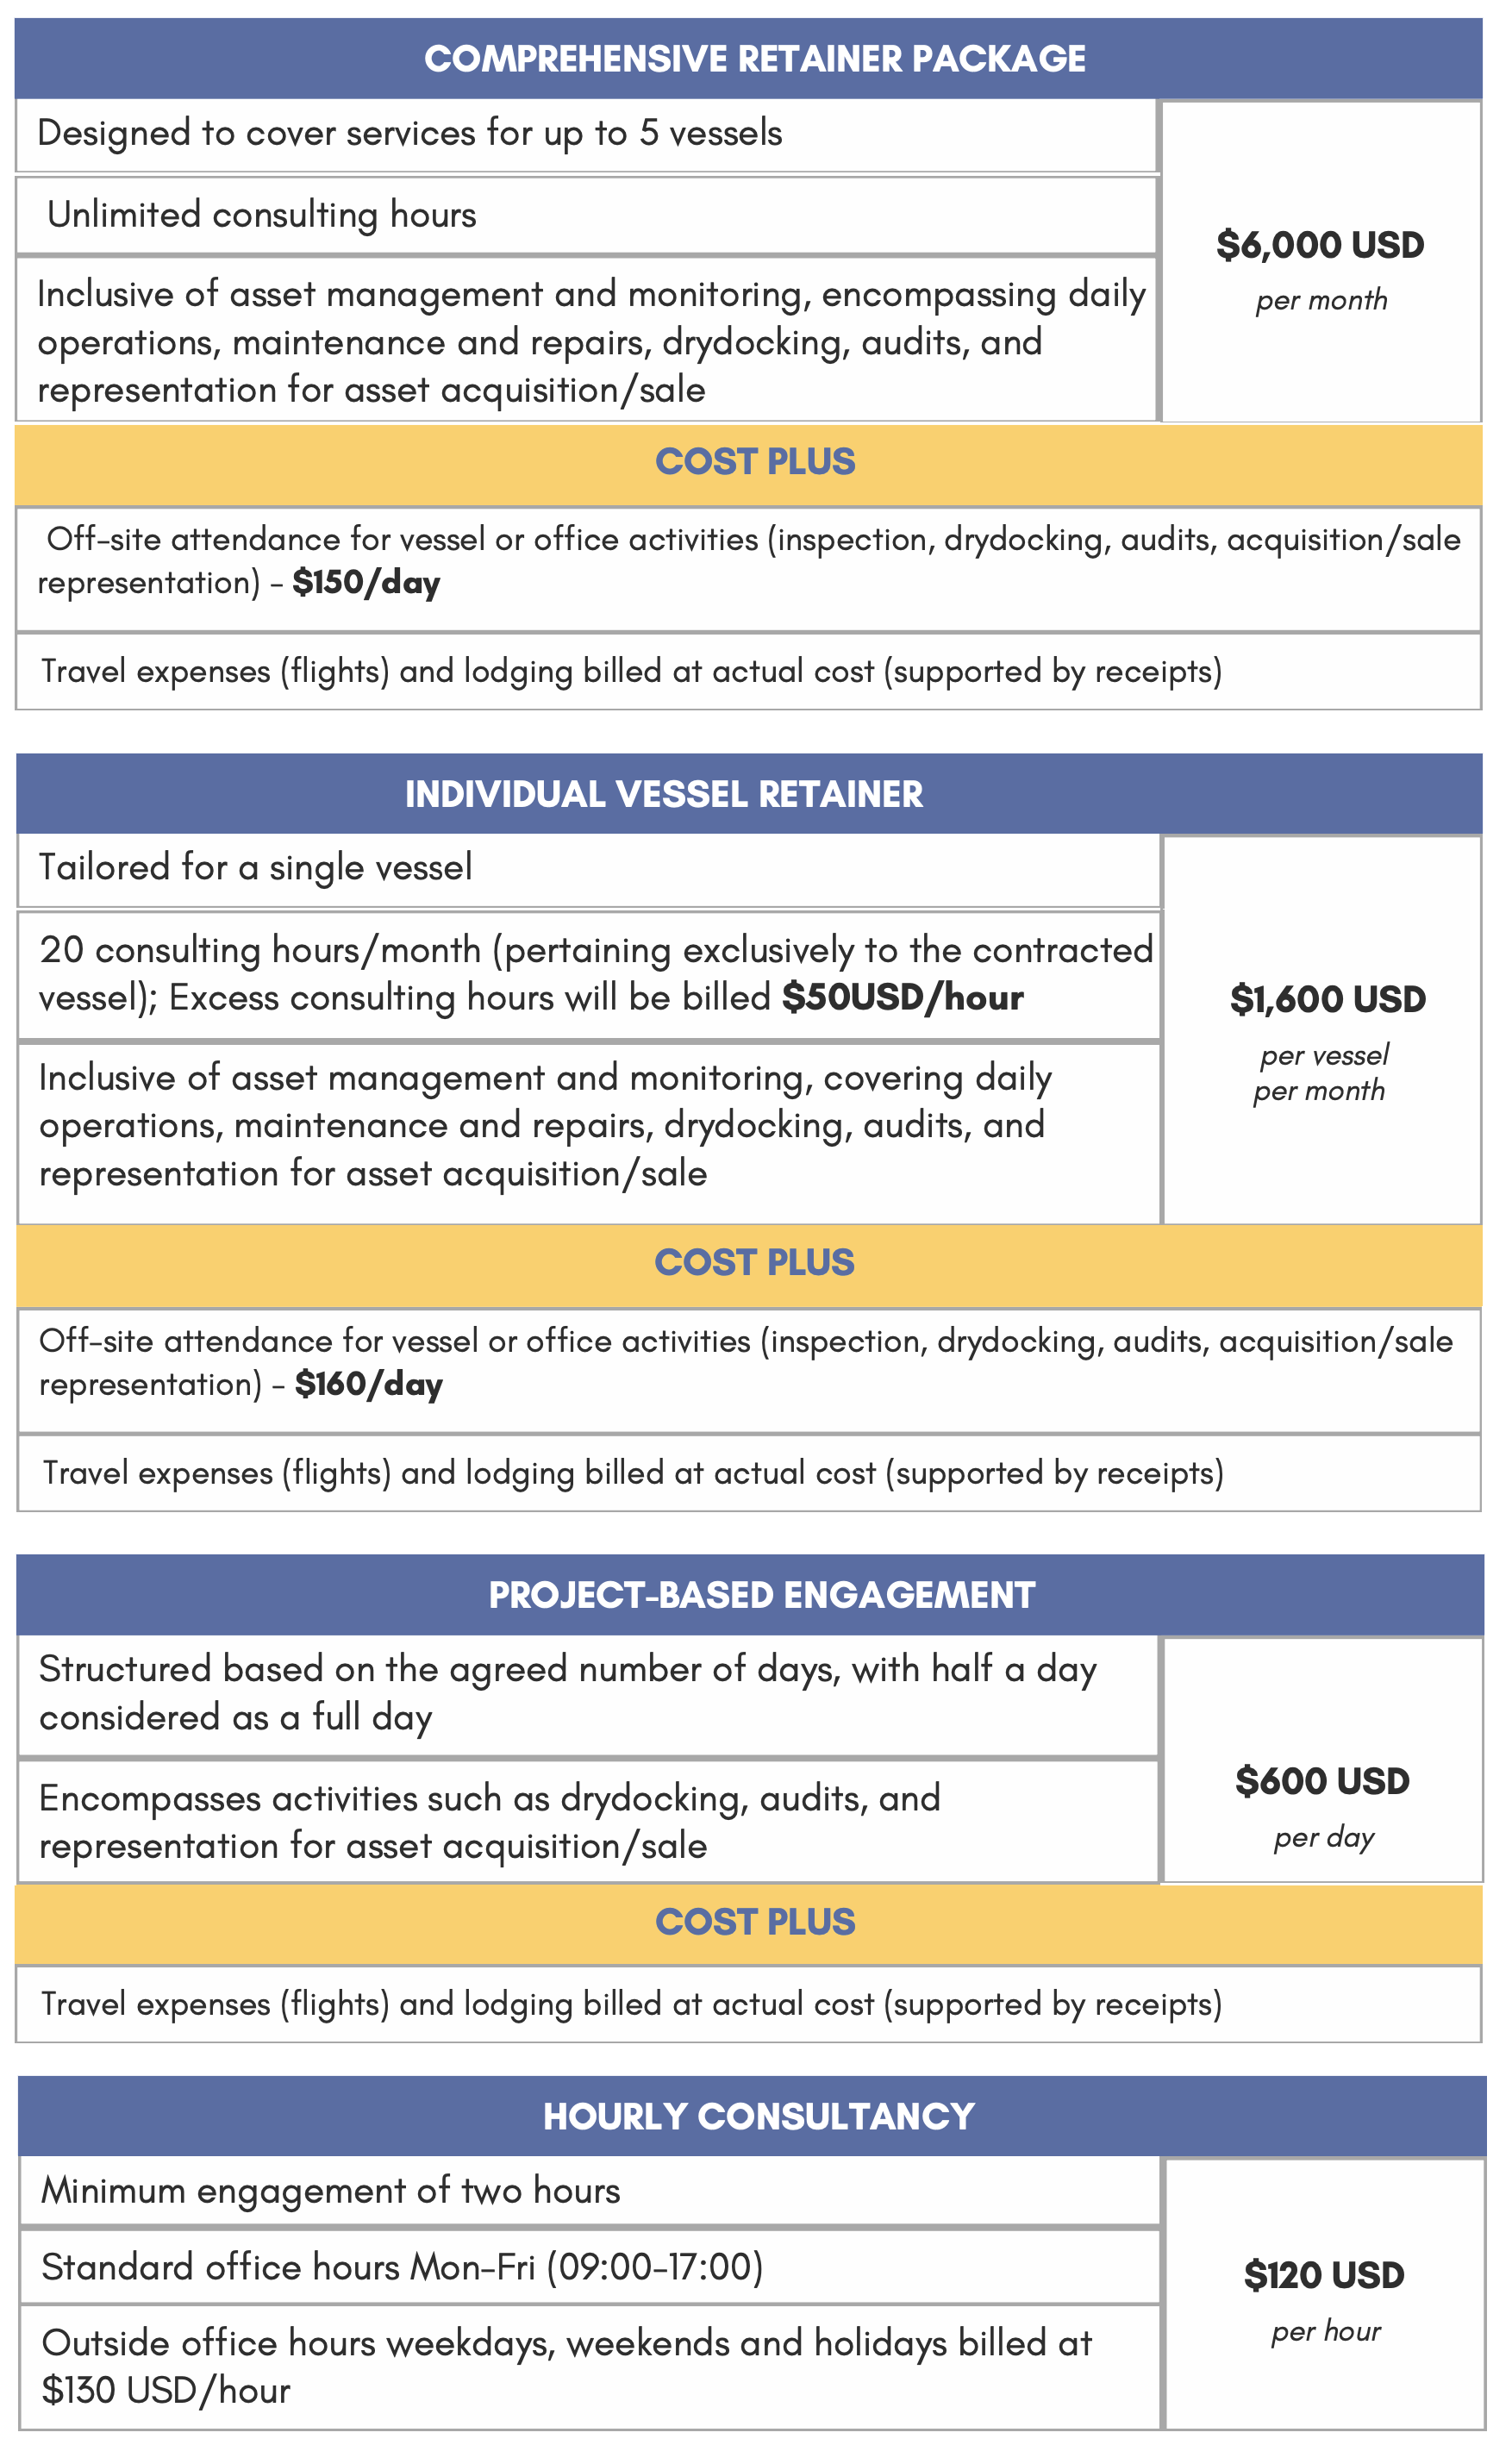 COMPREHENSIVE RETAINER PACKAGE
Designed to cover services for up to 5 vessels
Unlimited consulting hours
Inclusive of asset management and monitoring, encompassing daily
operations, maintenance and repairs, drydocking, audits, and
representation for asset acquisition/sale
$6,000 USD
per month
COST PLUS
Off-site attendance for vessel or office activities (inspection, drydocking, audits, acquisition/sale
representation) - $150/day
Travel expenses (flights) and lodging billed at actual cost (supported by receipts)
INDIVIDUAL VESSEL RETAINER
Tailored for a single vessel
20 consulting hours/month (pertaining exclusively to the contracted
vessel); Excess consulting hours will be billed $50USD/hour
Inclusive of asset management and monitoring, covering daily
operations, maintenance and repairs, drydocking, audits, and
representation for asset acquisition/sale
$1,600 USD
per vessel
per month
COST PLUS
Off-site attendance for vessel or office activities (inspection, drydocking, audits, acquisition/sale
representation) - $160/day
Travel expenses (flights) and lodging billed at actual cost (supported by receipts)
PROJECT-BASED ENGAGEMENT
Structured based on the agreed number of days, with half a day
considered as a full day
Encompasses activities such as drydocking, audits, and
representation for asset acquisition/sale
$600 USD
per day
COST PLUS
Travel expenses (flights) and lodging billed at actual cost (supported by receipts)
HOURLY CONSULTANCY
Minimum engagement of two hours
Standard office hours Mon-Fri (09:00-17:00)
Outside office hours weekdays, weekends and holidays billed at
$130 USD/hour
$120 USD
per hour